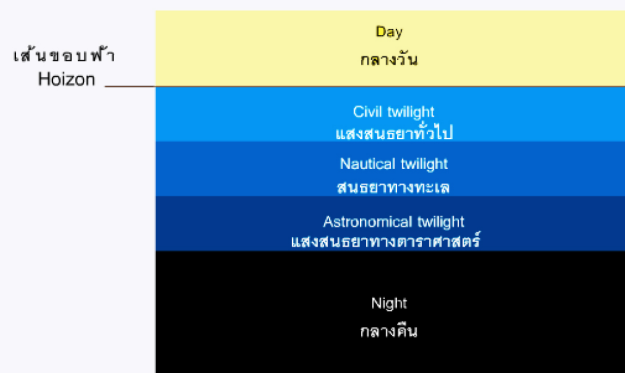 Day
กลางวัน
เส้นขอบฟ้า
Hoizon
Civil twilight
แสงสนธยาทั่วไป
Nautical twilight
สนธยาทางทะเล
Astronomical twilight
แสงสนธยาทางดาราศาสตร์
Night
กลางคืน